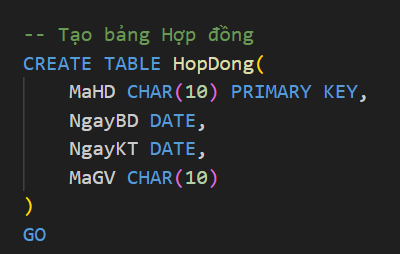 -- Tạo bảng Hợp đồng
CREATE TABLE HopDong(
    MaHD CHAR(10) PRIMARY KEY,
    NgayBD DATE,
    NgayKT DATE,
    MaGV CHAR(10)
)
GO